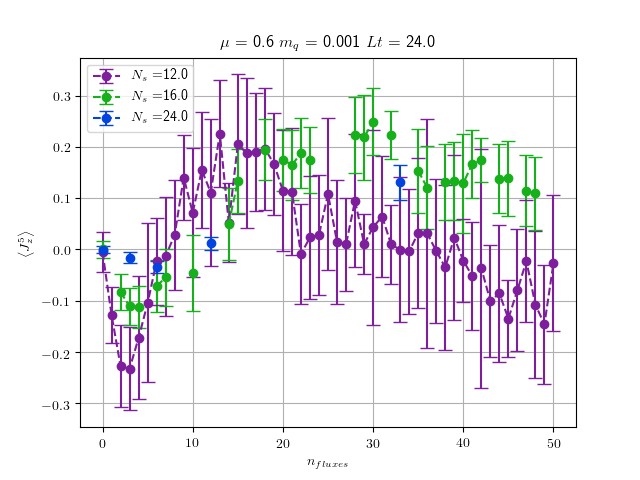 μ = 0.6 m_q = 0.001 Lt = 24.0
N_s =12.0
N_s =16.0
N_s =24.0
0.3
0.2
0.1
0.0
−0.1
−0.2
−0.3
⟨J_z^5⟩
0 10 20 30 40 50
n_fluxes